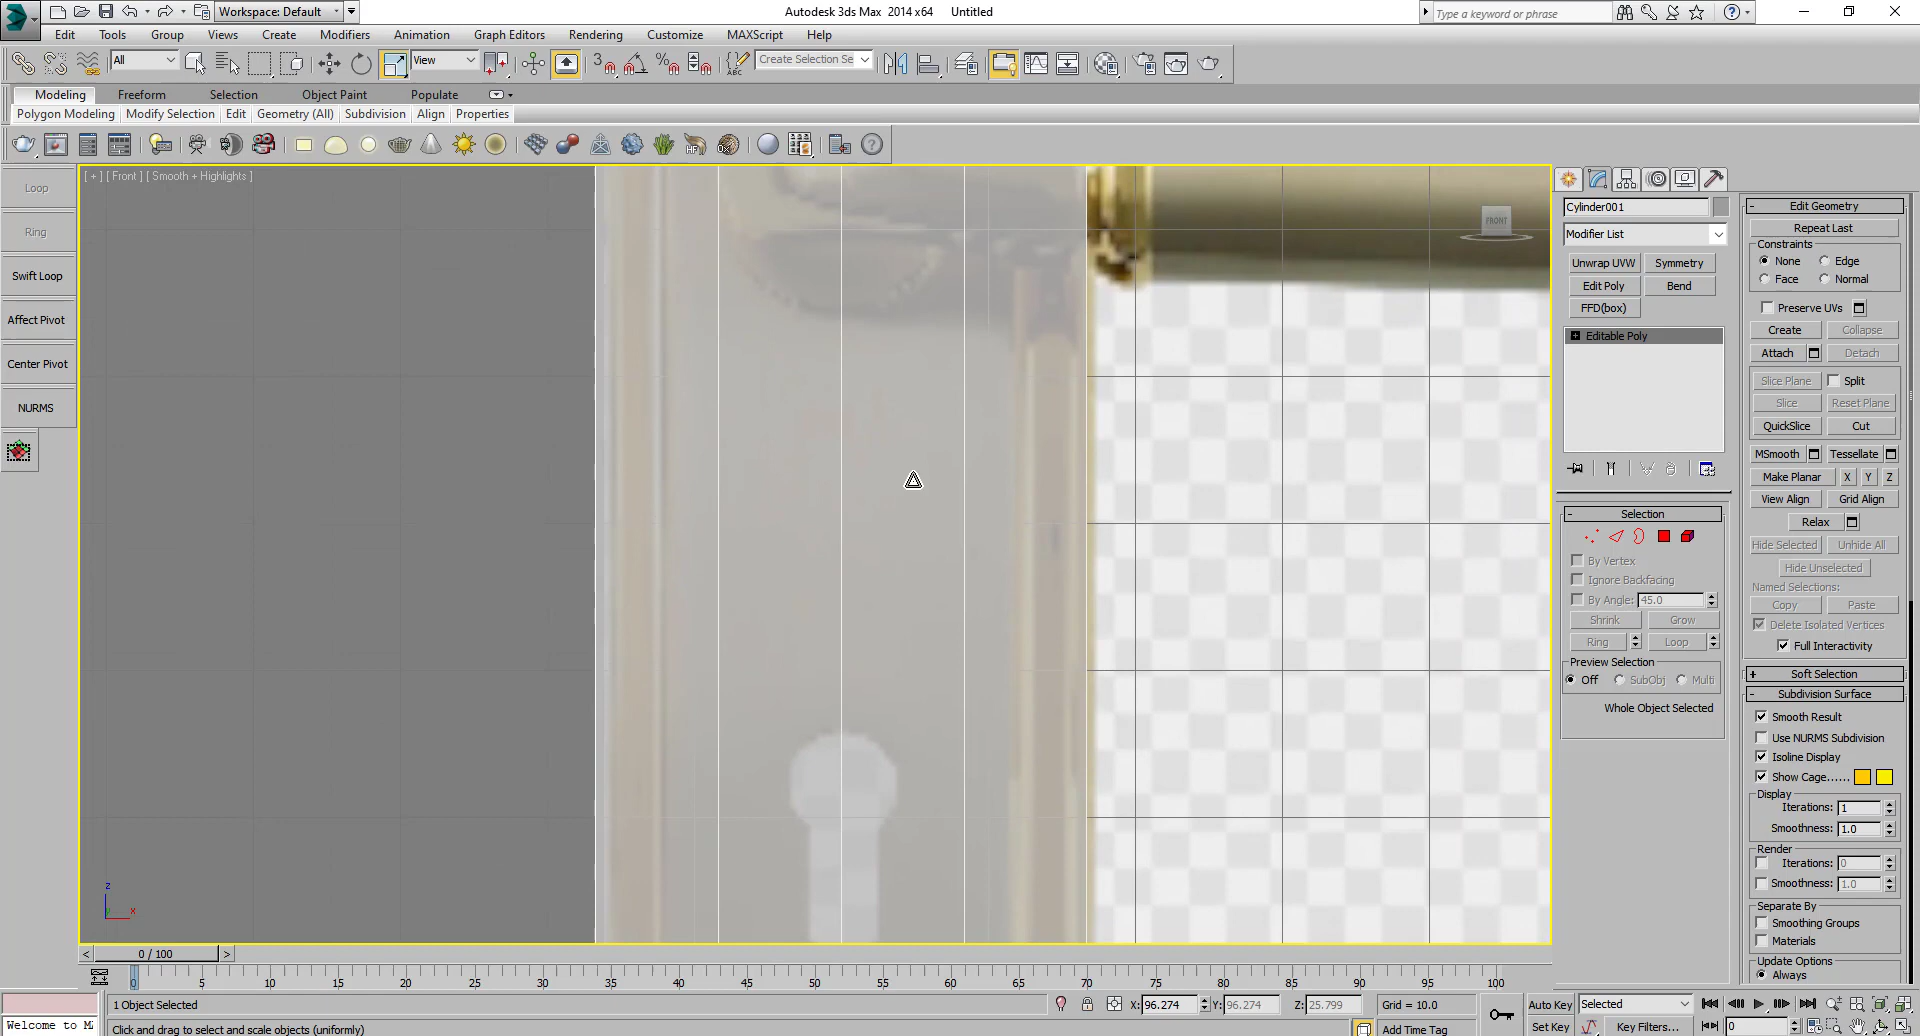 Workspace: Default
Autodesk 3ds Max 2014 x64 Untitled
Type a keyword or phrase
Edit Tools Group Views Create Modifiers Animation Graph Editors Rendering Customize MAXScript Help
All View Create Selection Se
Modeling Freeform Selection Object Paint Populate
Polygon Modeling Modify Selection Edit Geometry (All) Subdivision Align Properties
[ + ] [ Front ] [ Smooth + Highlights ]
FRONT
Loop
Ring
Swift Loop
Affect Pivot
Center Pivot
NURMS
z
x
Cylinder001
Modifier List
Unwrap UVW Symmetry
Edit Poly Bend
FFD(box)
+ Editable Poly
- Selection
By Vertex
Ignore Backfacing
By Angle: 45.0
Shrink Grow
Ring Loop
Preview Selection
Off SubObj Multi
Whole Object Selected
- Edit Geometry
Repeat Last
Constraints
None Edge
Face Normal
Preserve UVs
Create Collapse
Attach Detach
Slice Plane Split
Slice Reset Plane
QuickSlice Cut
MSmooth Tessellate
Make Planar X Y Z
View Align Grid Align
Relax
Hide Selected Unhide All
Hide Unselected
Named Selections:
Copy Paste
Delete Isolated Vertices
Full Interactivity
+ Soft Selection
- Subdivision Surface
Smooth Result
Use NURMS Subdivision
Isoline Display
Show Cage......
Display
Iterations: 1
Smoothness: 1.0
Render
Iterations: 0
Smoothness: 1.0
Separate By
Smoothing Groups
Materials
Update Options
Always
< 0 / 100 >
0 5 10 15 20 25 30 35 40 45 50 55 60 65 70 75 80 85 90 95 100
1 Object Selected X: 96.274 Y: 96.274 Z: 25.799 Grid = 10.0 Auto Key Selected
Welcome to Click and drag to select and scale objects (uniformly) Add Time Tag Set Key Key Filters... 0